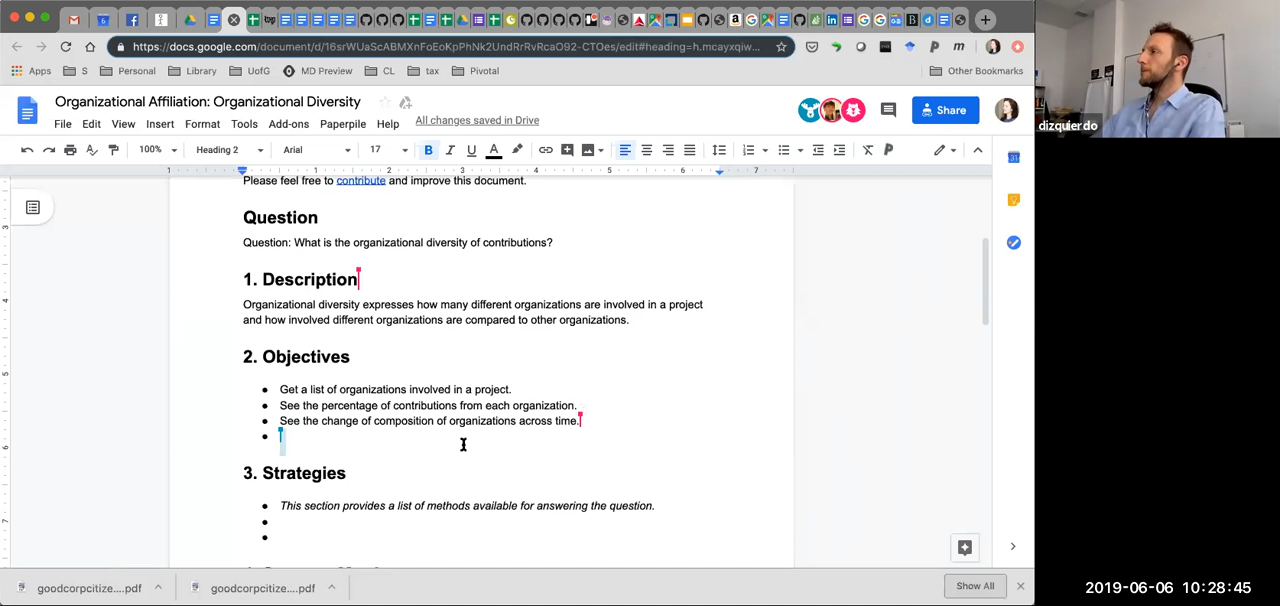 https://docs.google.com/document/d/16srWUaScABMXnFoEoKpPhNk2UndRrRvRcaO92-CTOes/edit#heading=h.mcayxqiw...
Apps S Personal Library UofG MD Preview CL tax Pivotal Other Bookmarks
Organizational Affiliation: Organizational Diversity
File Edit View Insert Format Tools Add-ons Paperpile Help All changes saved in Drive
Share
100% Heading 2 Arial 17
Please feel free to contribute and improve this document.
Question
Question: What is the organizational diversity of contributions?
1. Description
Organizational diversity expresses how many different organizations are involved in a project
and how involved different organizations are compared to other organizations.
2. Objectives
Get a list of organizations involved in a project.
See the percentage of contributions from each organization.
See the change of composition of organizations across time.
3. Strategies
This section provides a list of methods available for answering the question.
goodcorpcitize....pdf goodcorpcitize....pdf Show All
dizquierdo
2019-06-06 10:28:45